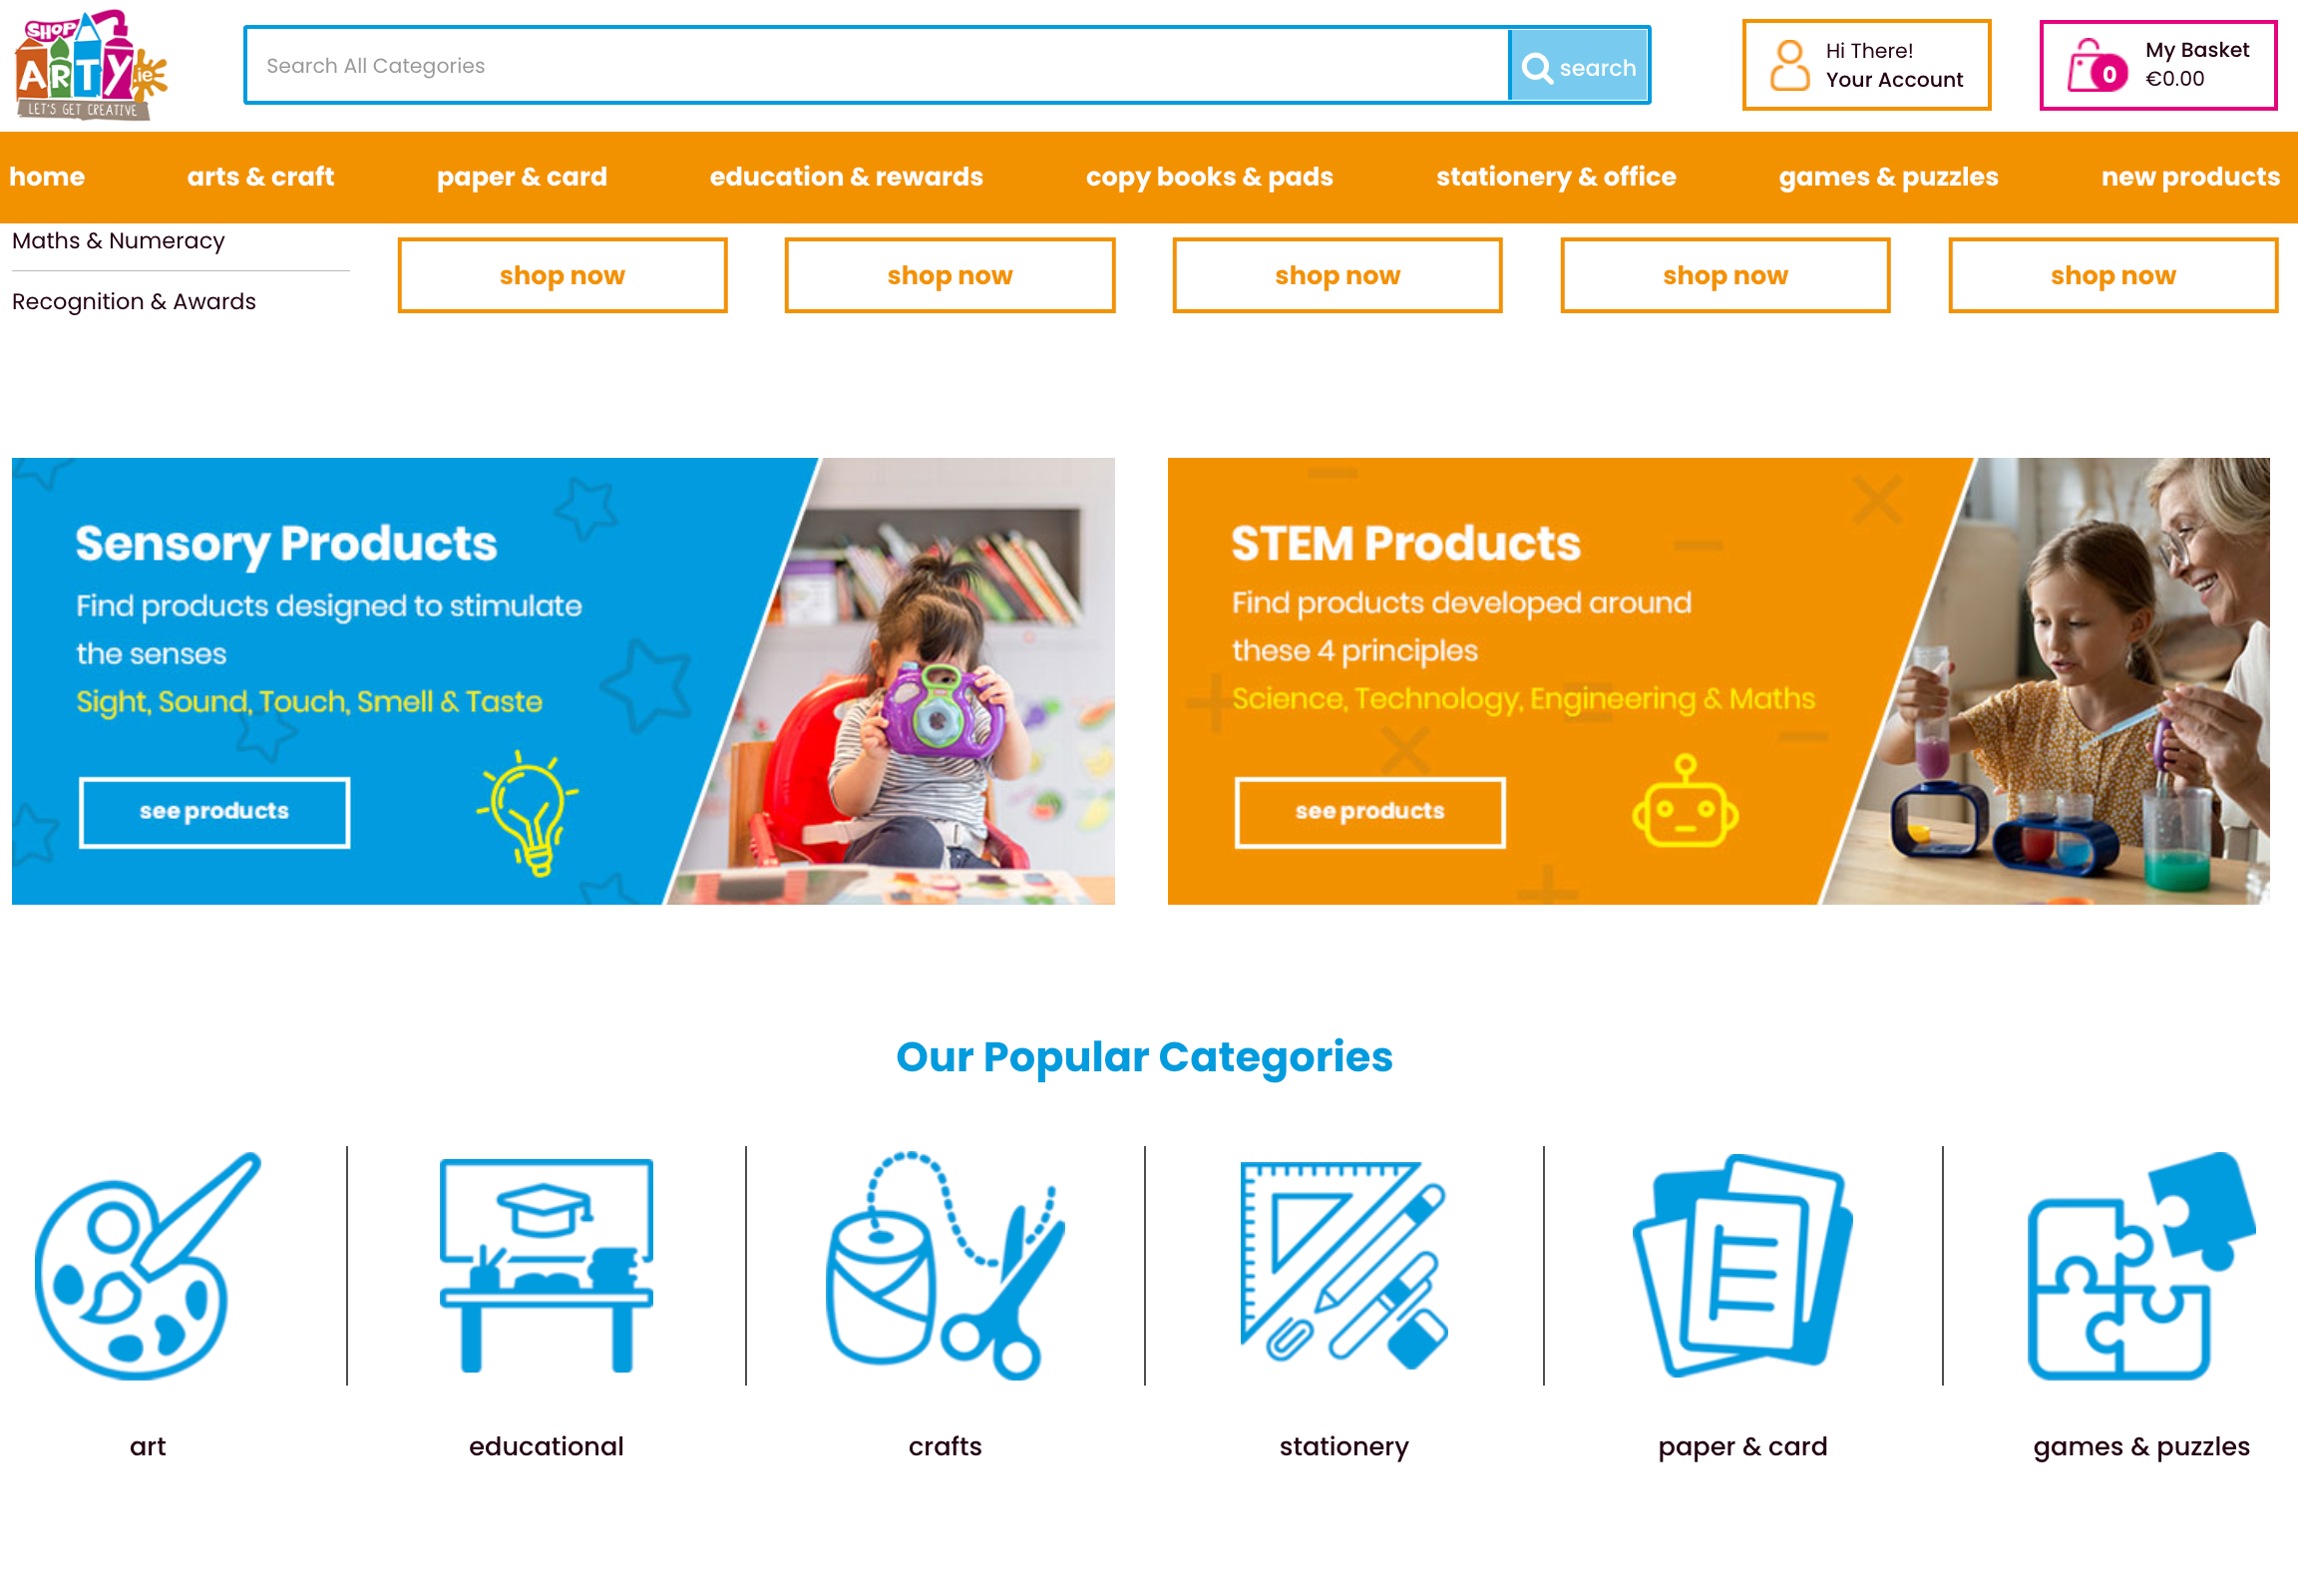 SHOP
ARTY.ie
LET'S GET CREATIVE
Search All Categories
search
Hi There!
Your Account
0
My Basket
€0.00
home arts & craft paper & card education & rewards copy books & pads stationery & office games & puzzles new products
Maths & Numeracy
Recognition & Awards
shop now shop now shop now shop now shop now
Sensory Products
Find products designed to stimulate
the senses
Sight, Sound, Touch, Smell & Taste
see products
STEM Products
Find products developed around
these 4 principles
Science, Technology, Engineering & Maths
see products
Our Popular Categories
art educational crafts stationery paper & card games & puzzles